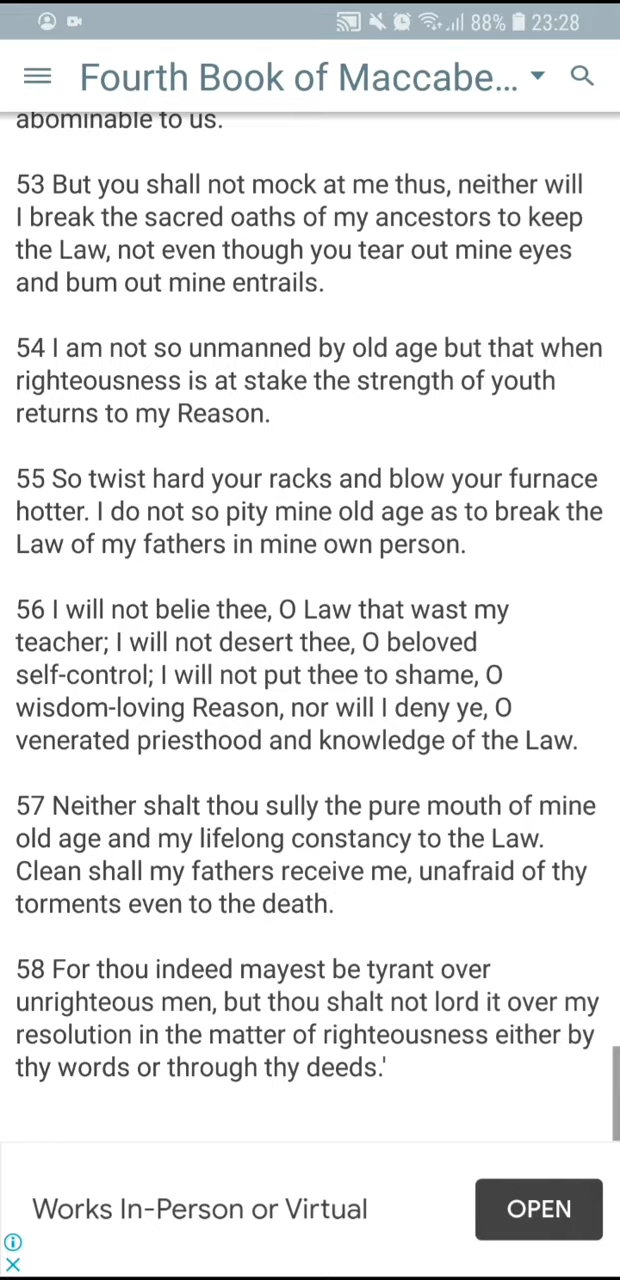 88% 23:28
Fourth Book of Maccabe...
abominable to us.
53 But you shall not mock at me thus, neither will
I break the sacred oaths of my ancestors to keep
the Law, not even though you tear out mine eyes
and bum out mine entrails.
54 I am not so unmanned by old age but that when
righteousness is at stake the strength of youth
returns to my Reason.
55 So twist hard your racks and blow your furnace
hotter. I do not so pity mine old age as to break the
Law of my fathers in mine own person.
56 I will not belie thee, O Law that wast my
teacher; I will not desert thee, O beloved
self-control; I will not put thee to shame, O
wisdom-loving Reason, nor will I deny ye, O
venerated priesthood and knowledge of the Law.
57 Neither shalt thou sully the pure mouth of mine
old age and my lifelong constancy to the Law.
Clean shall my fathers receive me, unafraid of thy
torments even to the death.
58 For thou indeed mayest be tyrant over
unrighteous men, but thou shalt not lord it over my
resolution in the matter of righteousness either by
thy words or through thy deeds.'
Works In-Person or Virtual
OPEN